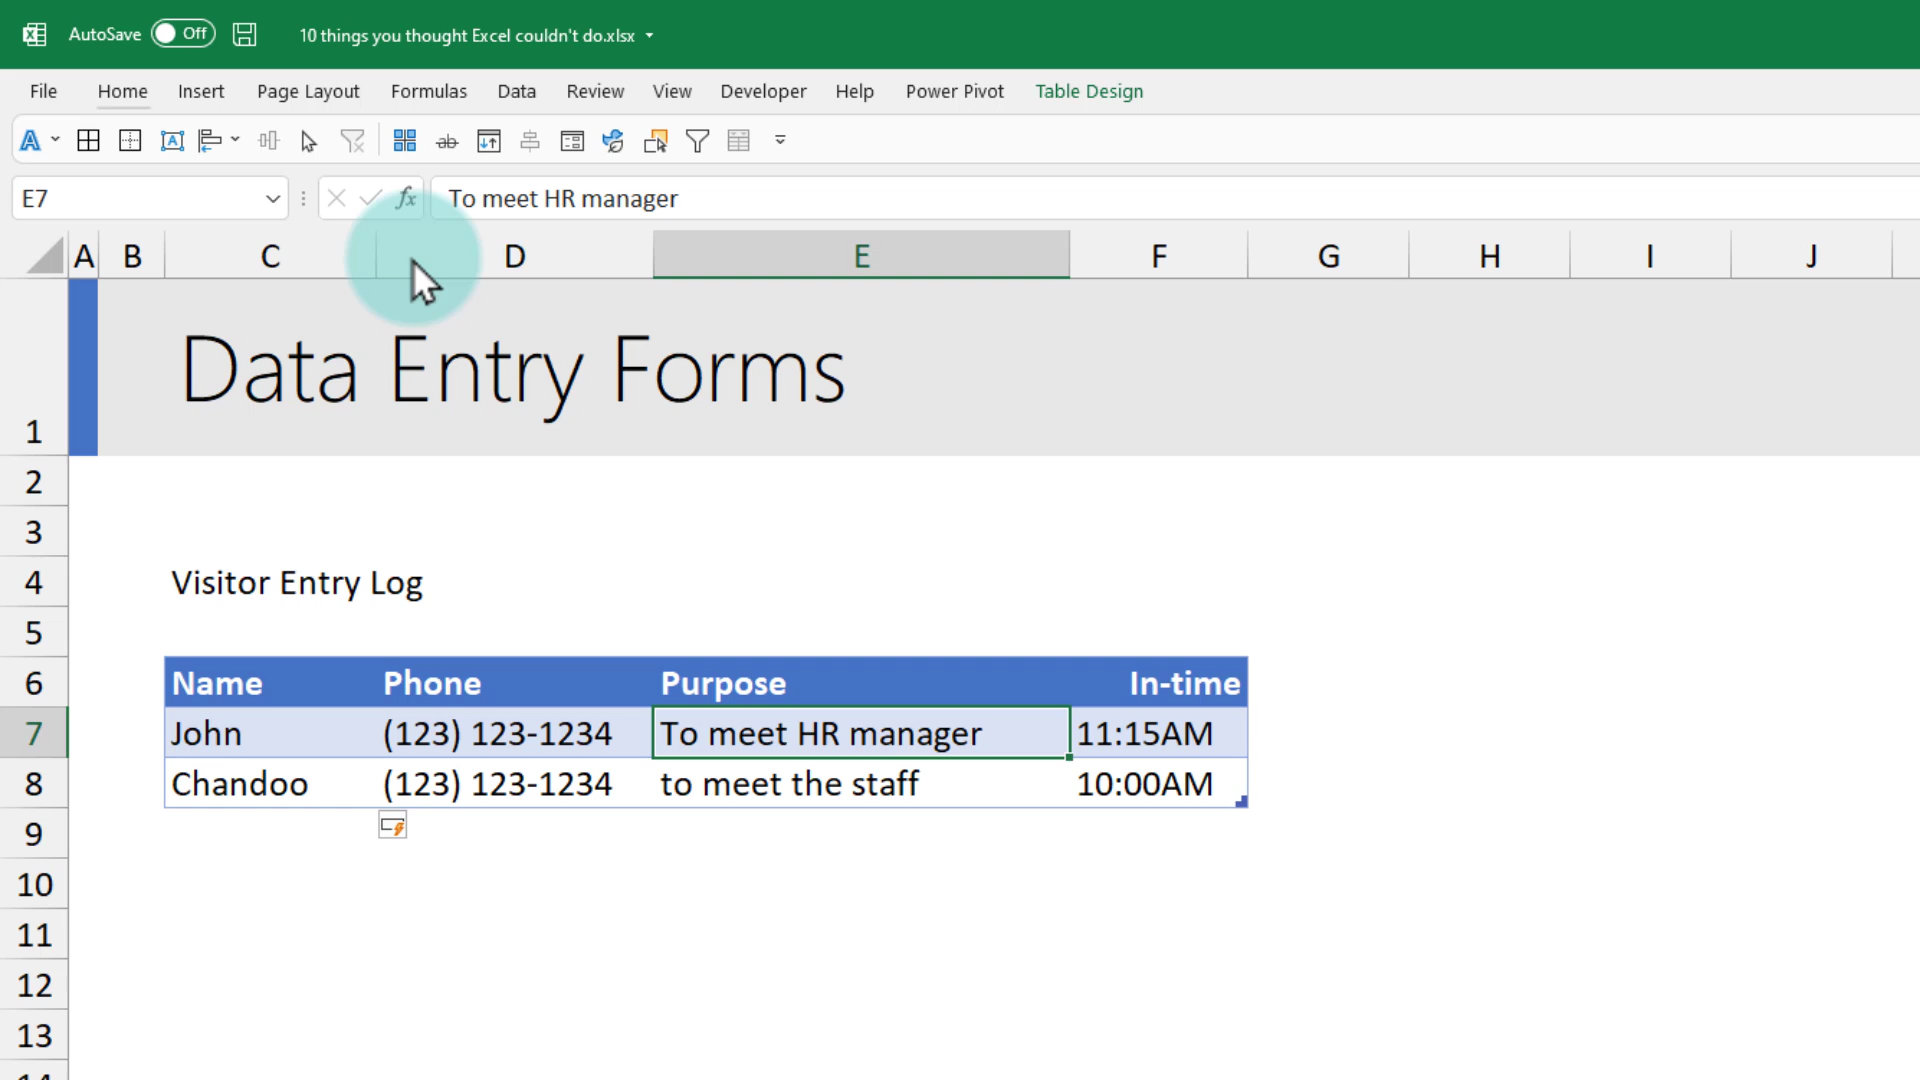 AutoSave Off 10 things you thought Excel couldn't do.xlsx
File Home Insert Page Layout Formulas Data Review View Developer Help Power Pivot Table Design
E7 fx To meet HR manager
A B C D E F G H I J
1 Data Entry Forms
2
3
4 Visitor Entry Log
5
6 Name Phone Purpose In-time
7 John (123) 123-1234 To meet HR manager 11:15AM
8 Chandoo (123) 123-1234 to meet the staff 10:00AM
9
10
11
12
13